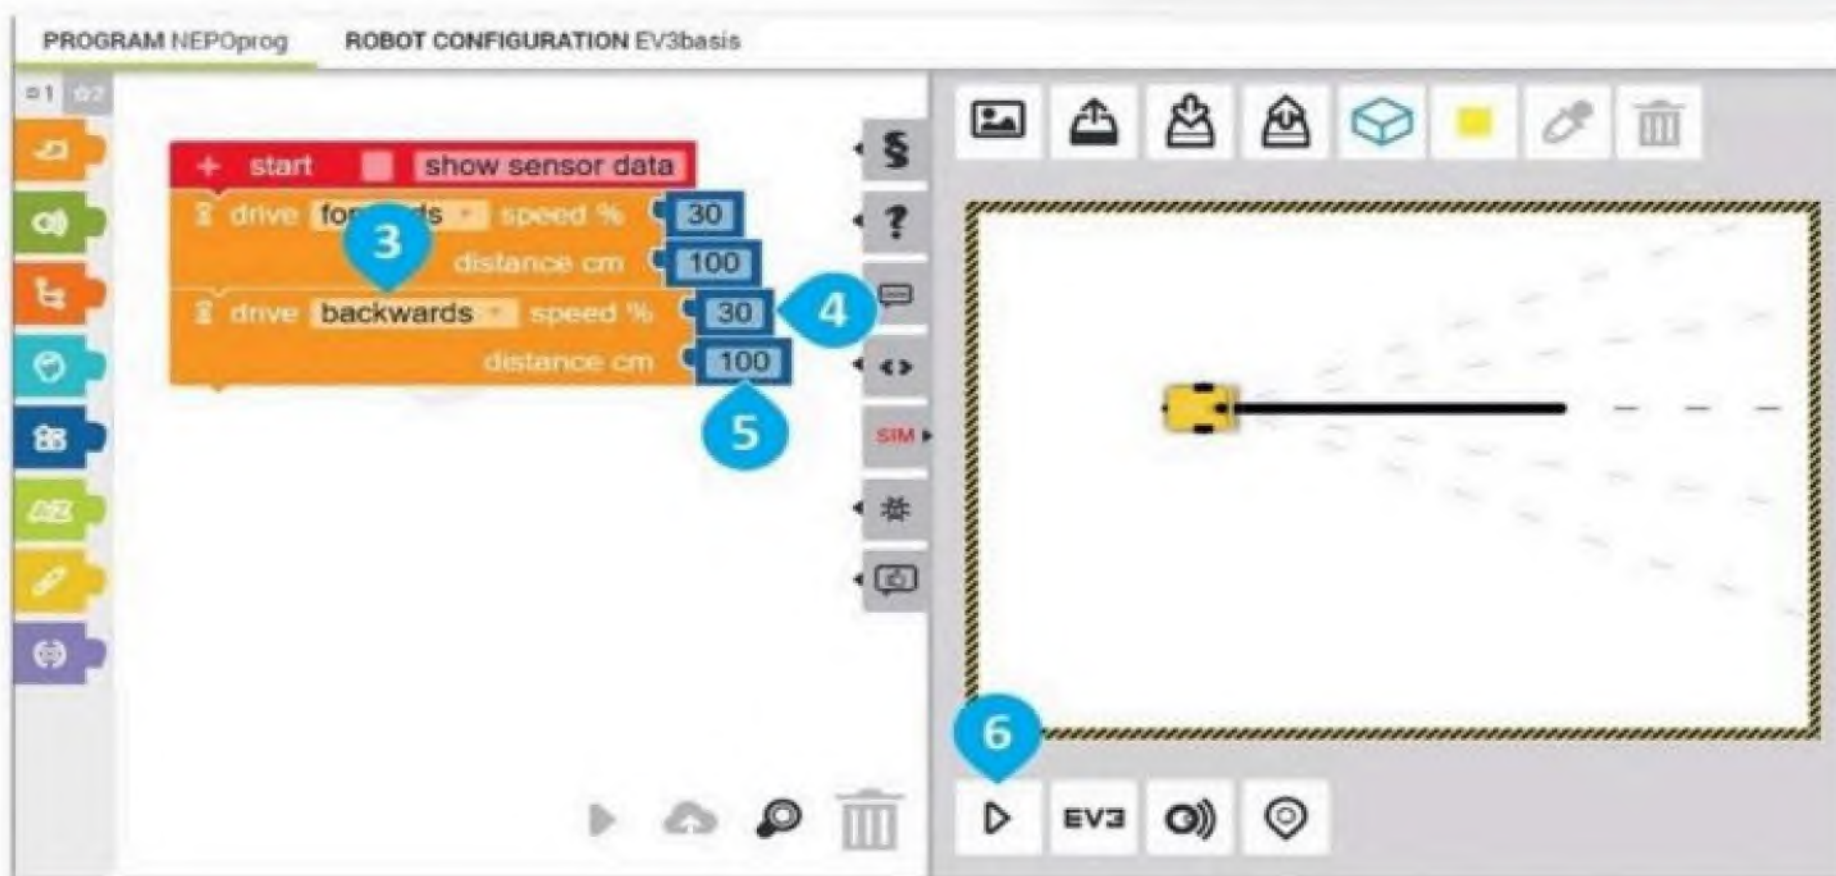 PROGRAM NEPOprog ROBOT CONFIGURATION EV3basis
1 2
+ start show sensor data
drive forwards speed % 30
3
distance cm 100
drive backwards speed % 30 4
distance cm 100
5
SIM
6
EV3